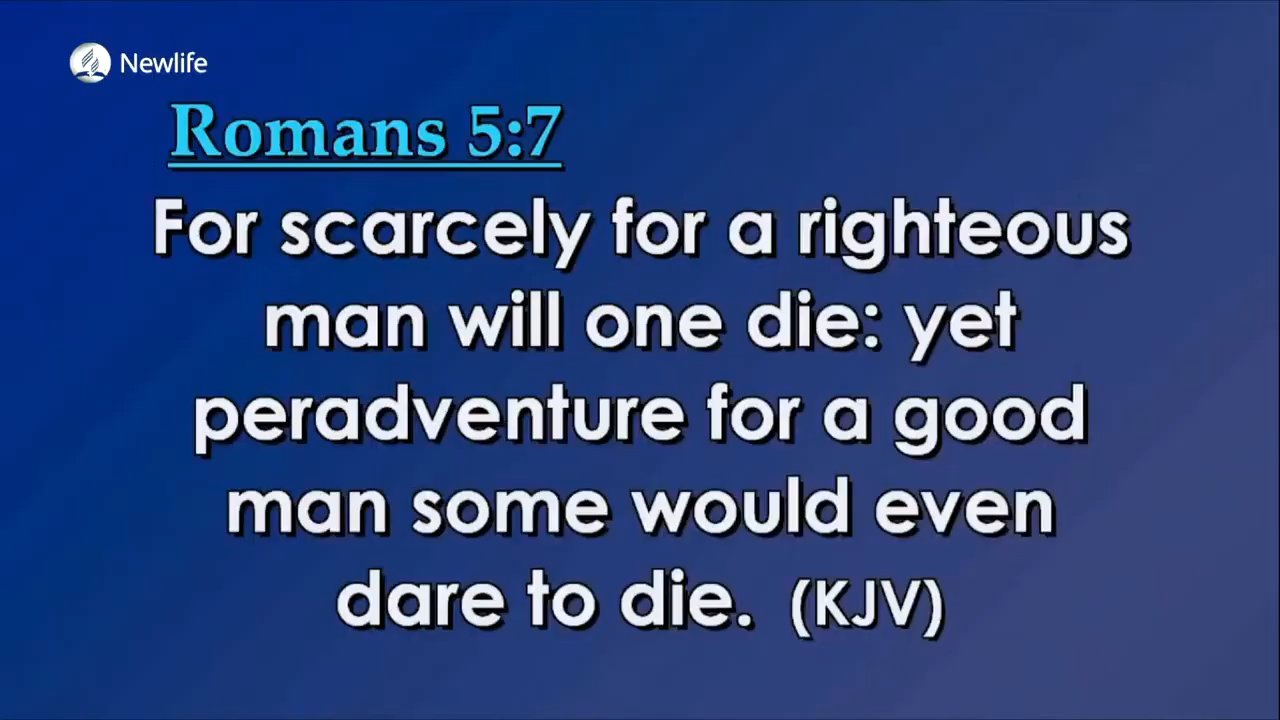 Newlife
Romans 5:7
For scarcely for a righteous
man will one die: yet
peradventure for a good
man some would even
dare to die. (KJV)